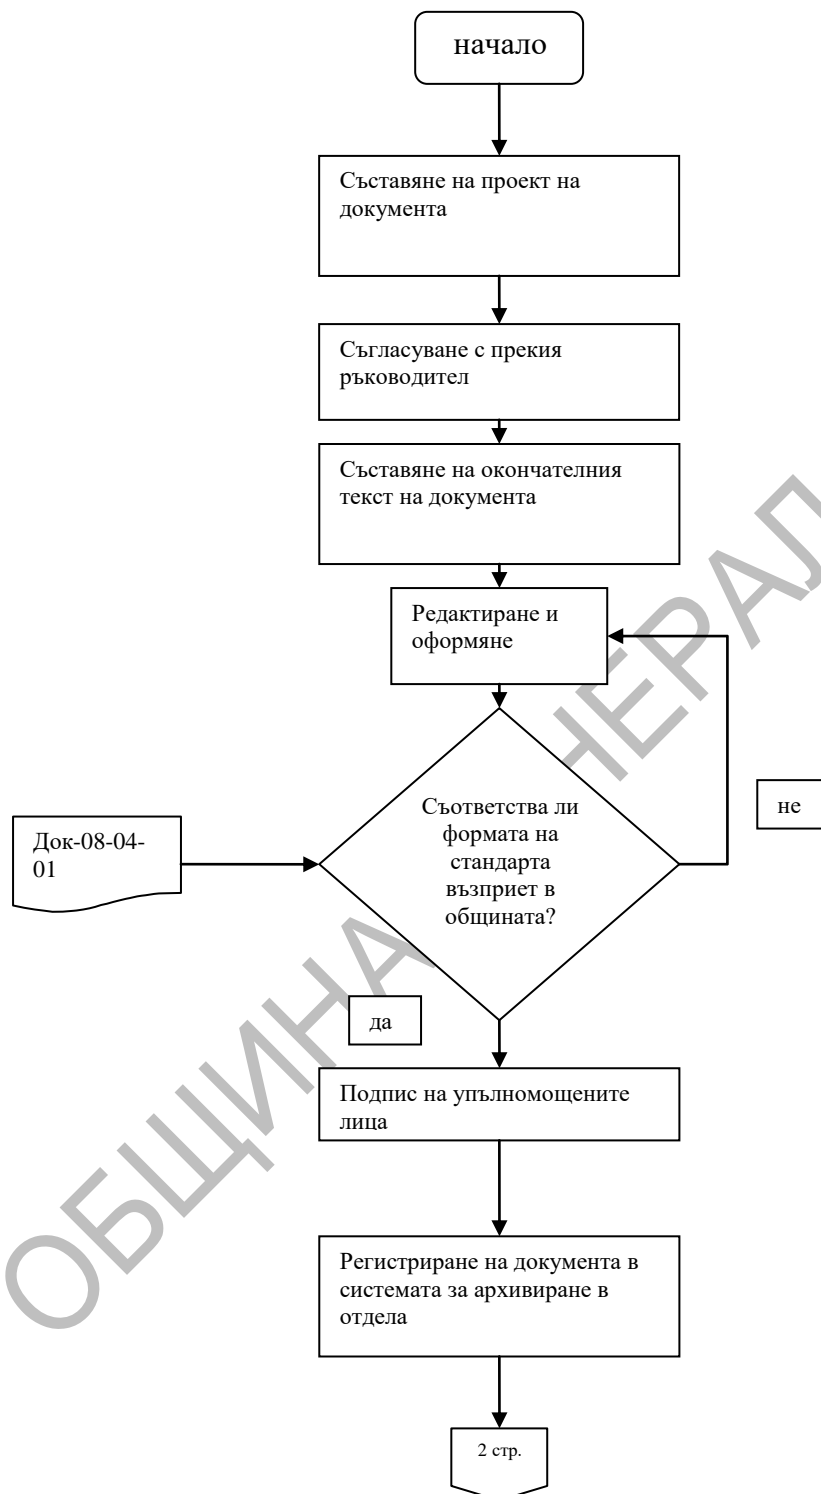 начало
Съставяне на проект на
документа
Съгласуване с прекия
ръководител
Съставяне на окончателния
текст на документа
Редактиране и
оформяне
Съответства ли
формата на
стандарта
възприет в
общината?
не
Док-08-04-
01
да
Подпис на упълномощените
лица
Регистриране на документа в
системата за архивиране в
отдела
2 стр.
ОБЩИНА